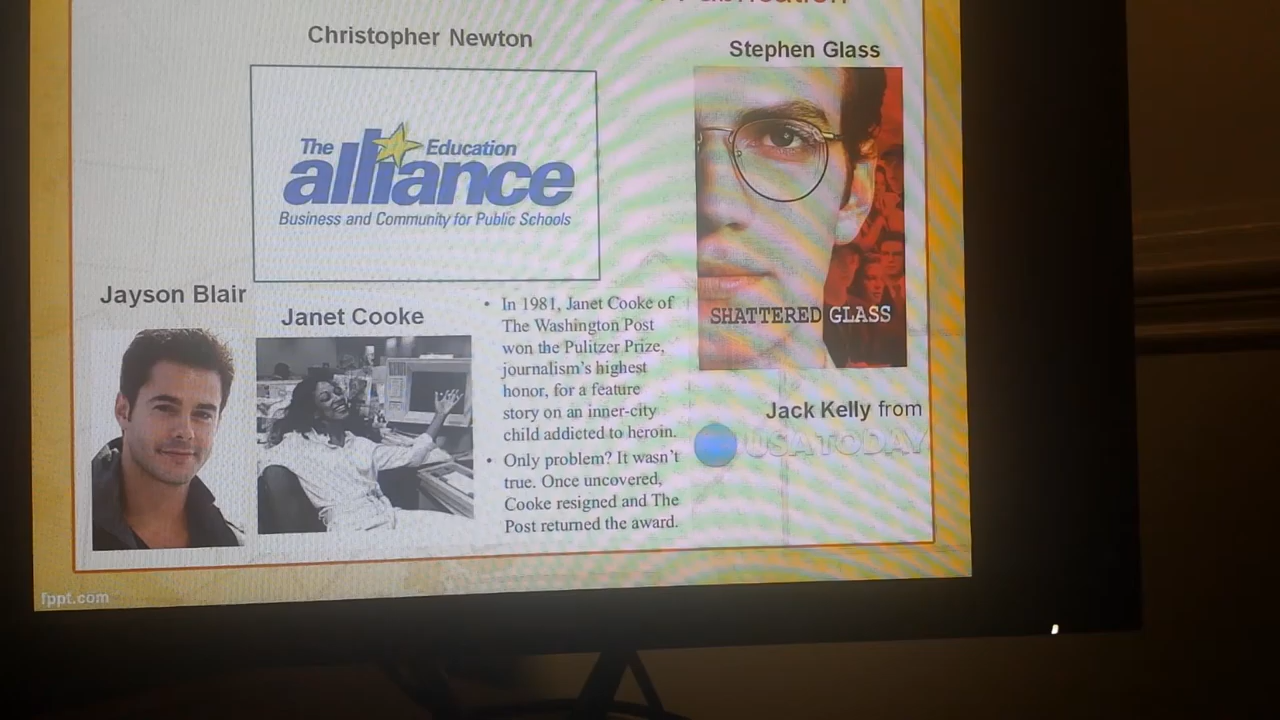 Christopher Newton
Stephen Glass
The Education
alliance
Business and Community for Public Schools
SHATTERED GLASS
Jayson Blair
Janet Cooke
• In 1981, Janet Cooke of
The Washington Post
won the Pulitzer Prize,
journalism's highest
honor, for a feature
story on an inner-city
child addicted to heroin.
• Only problem? It wasn't
true. Once uncovered,
Cooke resigned and The
Post returned the award.
Jack Kelly from
USA TODAY
fppt.com